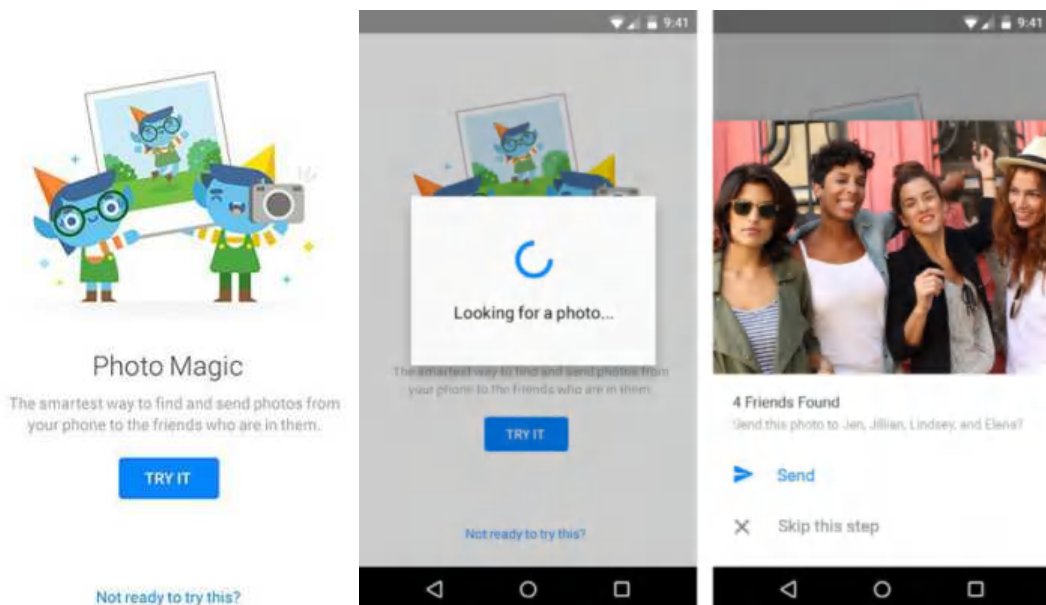 Photo Magic
The smartest way to find and send photos from
your phone to the friends who are in them.
TRY IT
Not ready to try this?
9:41
Looking for a photo...
The smartest way to find and send photos from
your phone to the friends who are in them.
TRY IT
Not ready to try this?
9:41
4 Friends Found
Send this photo to Jen, Jillian, Lindsey, and Elena?
Send
Skip this step